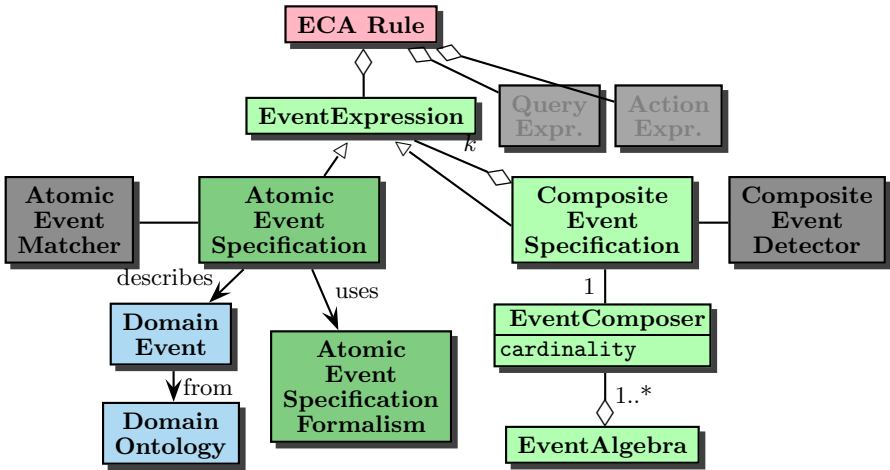 ECA Rule
EventExpression
Query
Expr.
Action
Expr.
k
Atomic
Event
Matcher
Atomic
Event
Specification
Composite
Event
Specification
Composite
Event
Detector
describes
uses
1
Domain
Event
EventComposer
cardinality
Atomic
Event
Specification
Formalism
from
1..*
Domain
Ontology
EventAlgebra